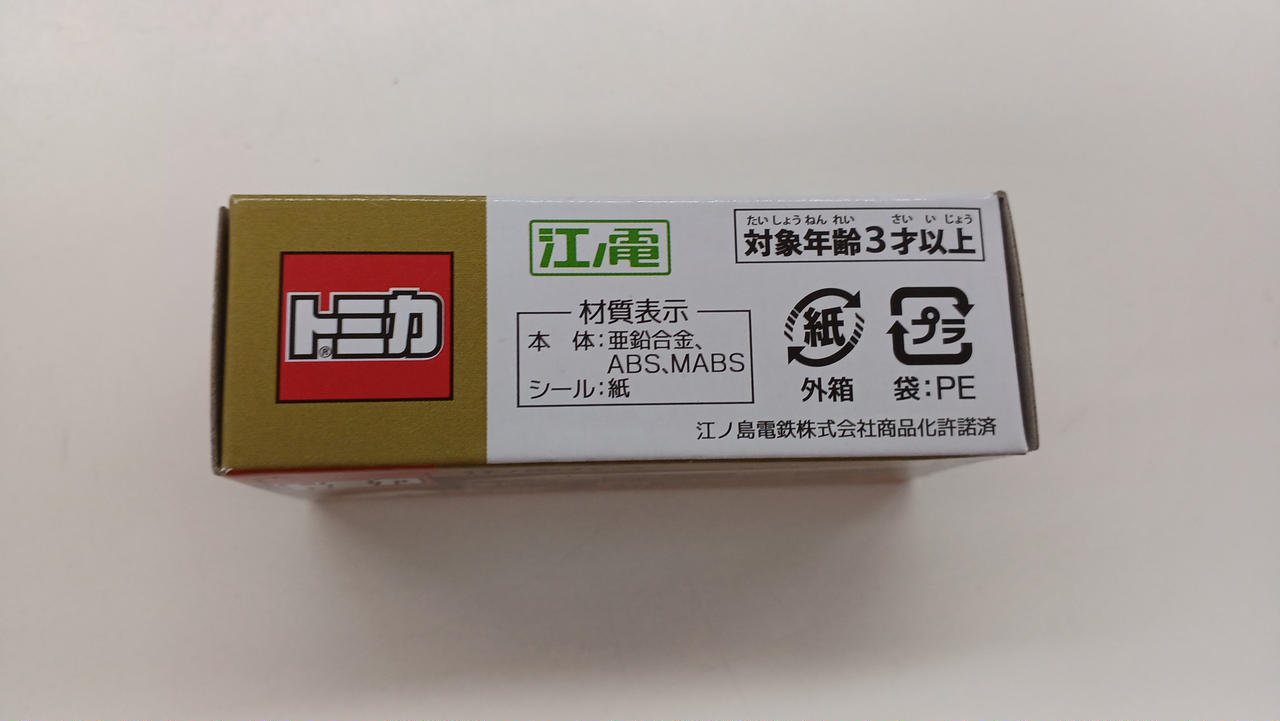 トミカ®
江ノ電
たいしょうねんれい さいいじょう
対象年齢3才以上
材質表示
本 体:亜鉛合金、
ABS、MABS
シール:紙
紙
外箱
プラ
袋:PE
江ノ島電鉄株式会社商品化許諾済